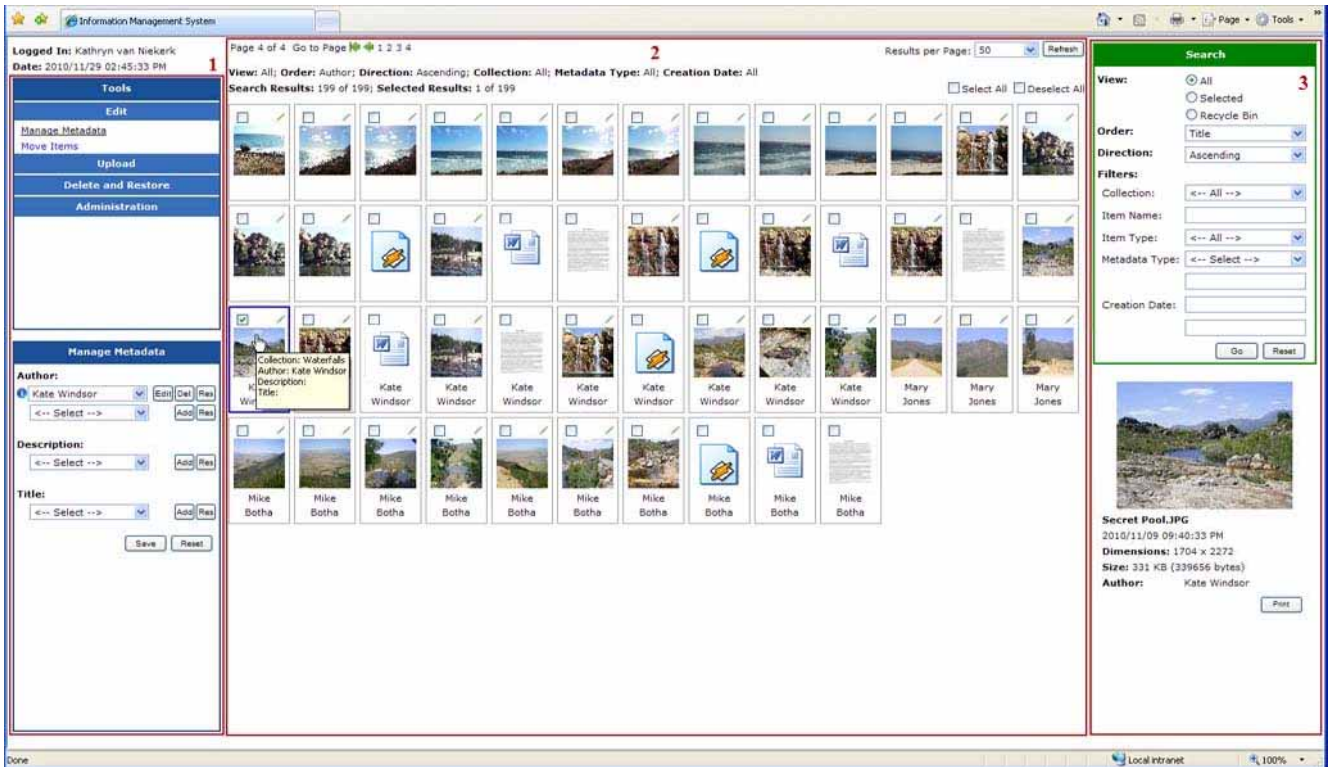 Information Management System
Page
Tools
Logged In: Kathryn van Niekerk
Date: 2010/11/29 02:45:33 PM
1
Tools
Edit
Manage Metadata
Move Items
Upload
Delete and Restore
Administration
Manage Metadata
Author:
Kate Windsor
Edit Del Res
<-- Select -->
Add Res
Description:
<-- Select -->
Add Res
Title:
<-- Select -->
Add Res
Save Reset
Page 4 of 4 Go to Page 1 2 3 4
2
Results per Page: 50 Refresh
View: All; Order: Author; Direction: Ascending; Collection: All; Metadata Type: All; Creation Date: All
Search Results: 199 of 199; Selected Results: 1 of 199
Select All Deselect All
Collection: Waterfalls
Author: Kate Windsor
Description:
Title:
Kate Windsor
Kate Windsor
Kate Windsor
Kate Windsor
Kate Windsor
Kate Windsor
Kate Windsor
Kate Windsor
Mary Jones
Mary Jones
Mary Jones
Mike Botha
Mike Botha
Mike Botha
Mike Botha
Mike Botha
Mike Botha
Mike Botha
Mike Botha
Mike Botha
Mike Botha
Search
3
View: All
Selected
Recycle Bin
Order: Title
Direction: Ascending
Filters:
Collection: <-- All -->
Item Name:
Item Type: <-- All -->
Metadata Type: <-- Select -->
Creation Date:
Go Reset
Secret Pool.JPG
2010/11/09 09:40:33 PM
Dimensions: 1704 x 2272
Size: 331 KB (339656 bytes)
Author: Kate Windsor
Print
Done
Local intranet
100%